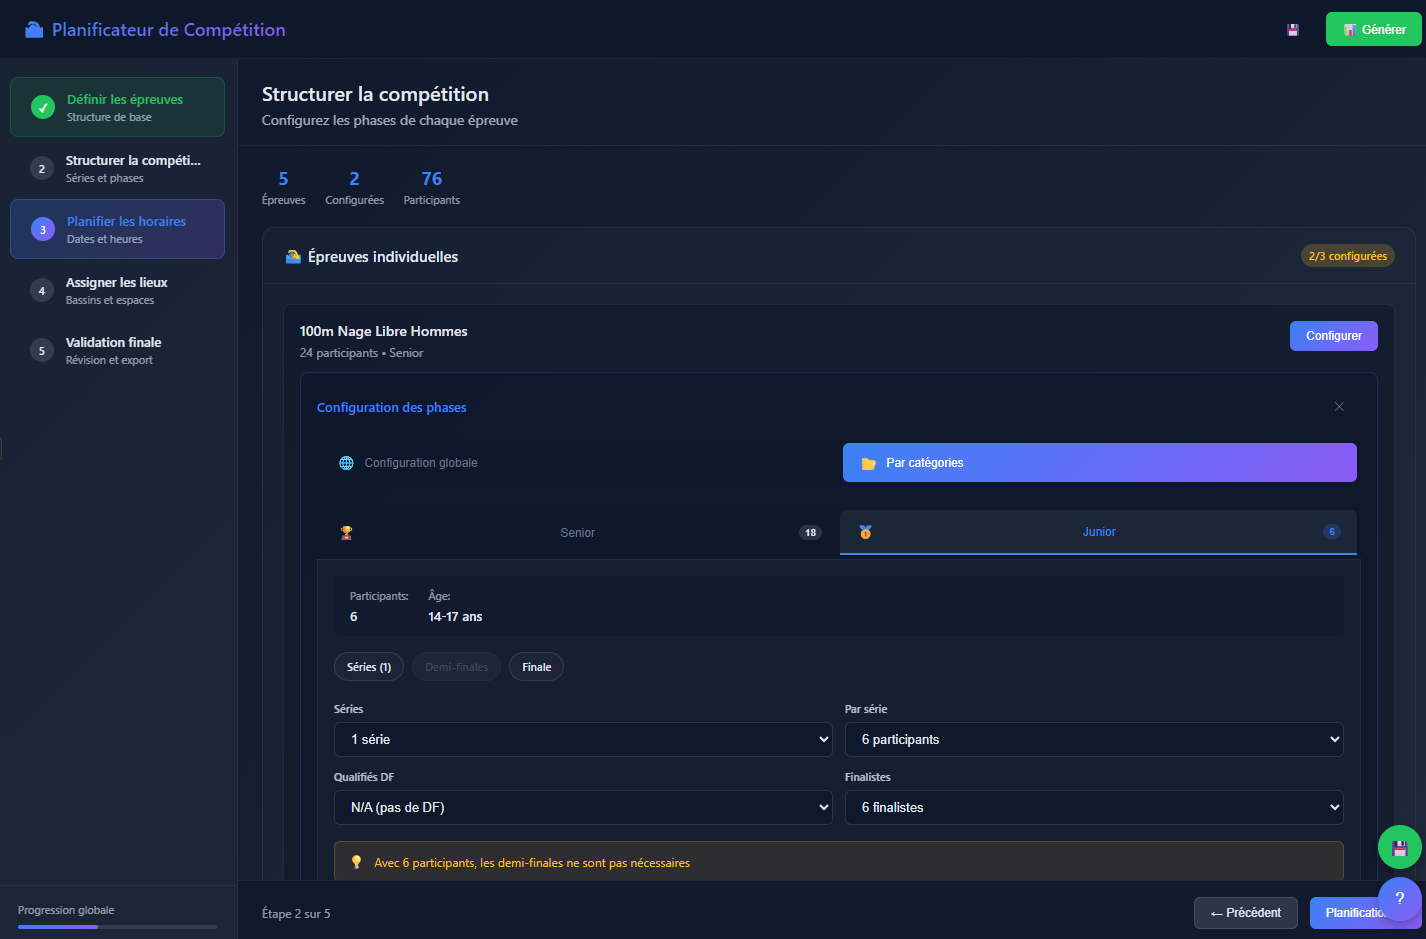 Planificateur de Compétition
Générer
✓ Définir les épreuves
Structure de base
2 Structurer la compéti...
Séries et phases
3 Planifier les horaires
Dates et heures
4 Assigner les lieux
Bassins et espaces
5 Validation finale
Révision et export
Progression globale
Structurer la compétition
Configurez les phases de chaque épreuve
5 2 76
Épreuves Configurées Participants
Épreuves individuelles 2/3 configurées
100m Nage Libre Hommes
24 participants • Senior
Configurer
Configuration des phases
Configuration globale Par catégories
Senior 18 Junior 6
Participants: Âge:
6 14-17 ans
Séries (1) Demi-finales Finale
Séries Par série
1 série 6 participants
Qualifiés DF Finalistes
N/A (pas de DF) 6 finalistes
Avec 6 participants, les demi-finales ne sont pas nécessaires
Étape 2 sur 5
← Précédent
?